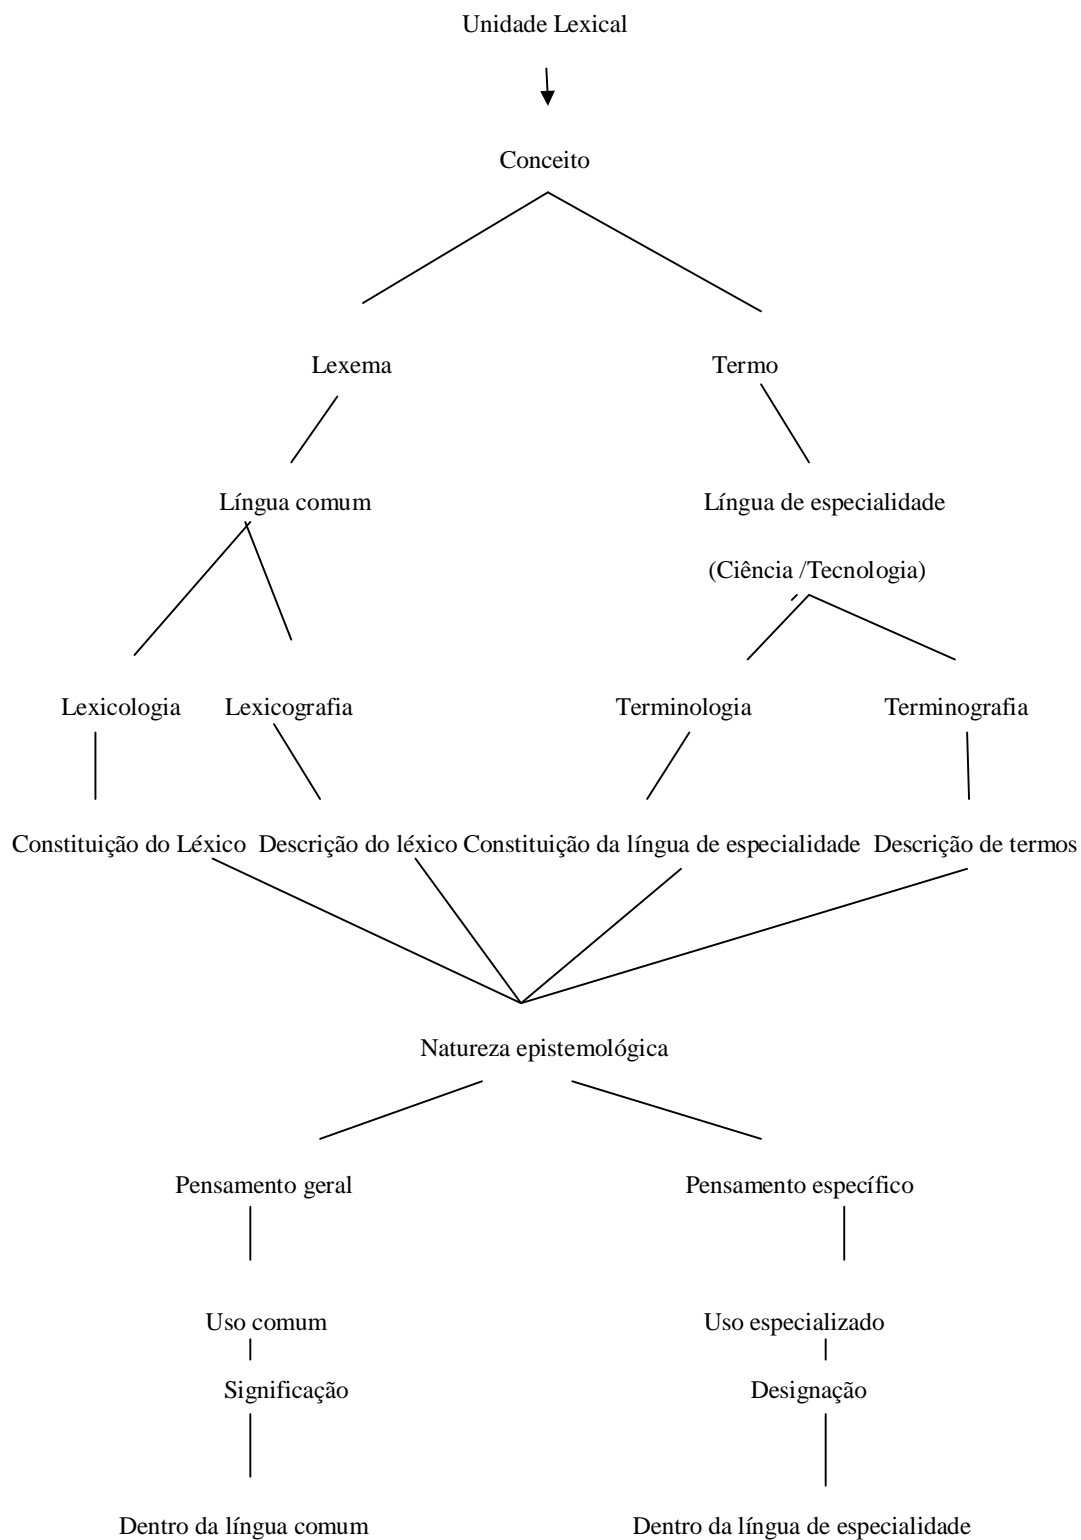 Unidade Lexical
Conceito
Lexema Termo
Língua comum Língua de especialidade
(Ciência /Tecnologia)
Lexicologia Lexicografia Terminologia Terminografia
Constituição do Léxico Descrição do léxico Constituição da língua de especialidade Descrição de termos
Natureza epistemológica
Pensamento geral Pensamento específico
Uso comum Uso especializado
Significação Designação
Dentro da língua comum Dentro da língua de especialidade